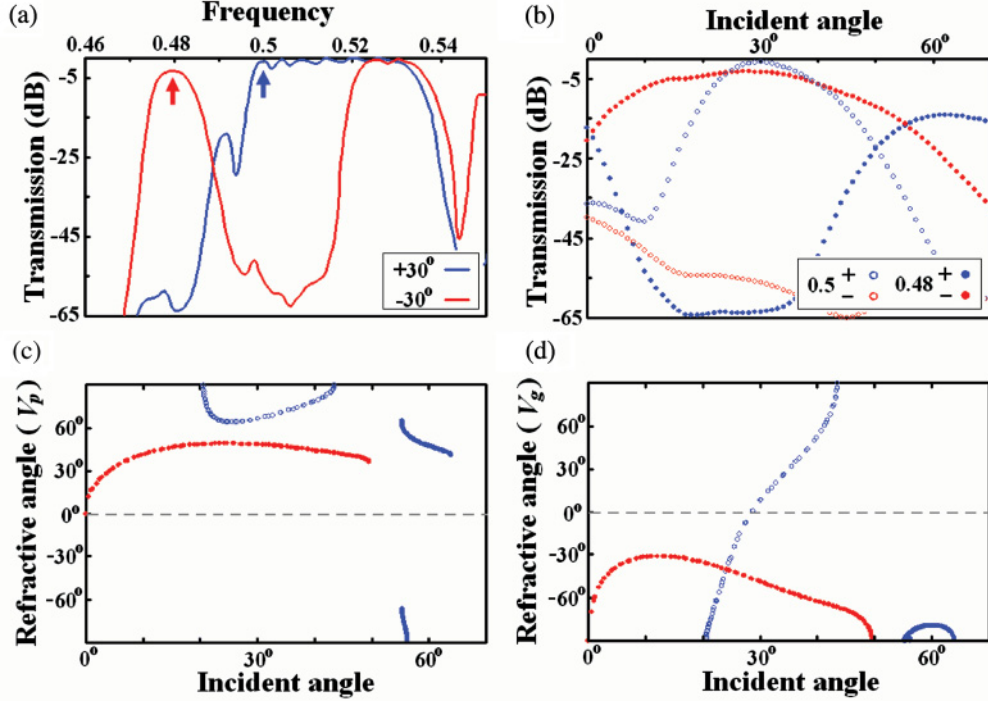 (a) Frequency
0.46 0.48 0.5 0.52 0.54
Transmission (dB)
-5
-25
-45
-65
+30⁰
-30⁰
(b) Incident angle
0⁰ 30⁰ 60⁰
Transmission (dB)
-5
-25
-45
-65
0.5 + 0.48 +
− −
(c)
Refractive angle (Vp)
60⁰
30⁰
0⁰
-30⁰
-60⁰
0⁰ 30⁰ 60⁰
Incident angle
(d)
Refractive angle (Vg)
60⁰
30⁰
0⁰
-30⁰
-60⁰
0⁰ 30⁰ 60⁰
Incident angle